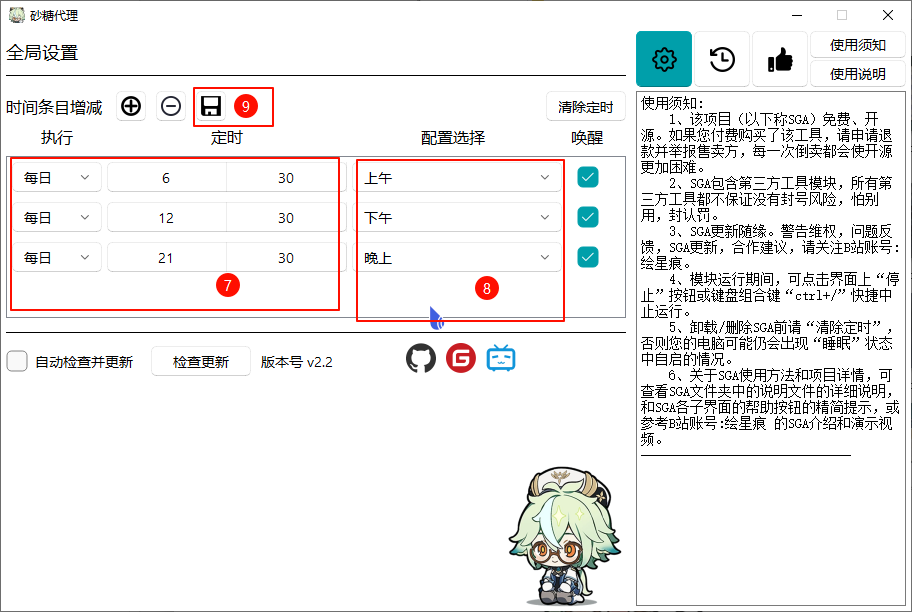 砂糖代理
全局设置
使用须知
使用说明
时间条目增减
9
清除定时
执行 定时 配置选择 唤醒
每日 6 30 上午
每日 12 30 下午
每日 21 30 晚上
7
8
自动检查并更新 检查更新 版本号 v2.2
G
使用须知:
1、该项目（以下称SGA）免费、开
源。如果您付费购买了该工具，请申请退
款并举报售卖方，每一次倒卖都会使开源
更加困难。
2、SGA包含第三方工具模块，所有第
三方工具都不保证没有封号风险，怕别
用，封认罚。
3、SGA更新随缘。警告维权，问题反
馈，SGA更新，合作建议，请关注B站账号:
绘星痕。
4、模块运行期间，可点击界面上“停
止”按钮或键盘组合键“ctrl+/”快捷中
止运行。
5、卸载/删除SGA前请“清除定时”，
否则您的电脑可能仍会出现“睡眠”状态
中自启的情况。
6、关于SGA使用方法和项目详情，可
查看SGA文件夹中的说明文件的详细说明，
和SGA各子界面的帮助按钮的精简提示，或
参考B站账号:绘星痕 的SGA介绍和演示视
频。